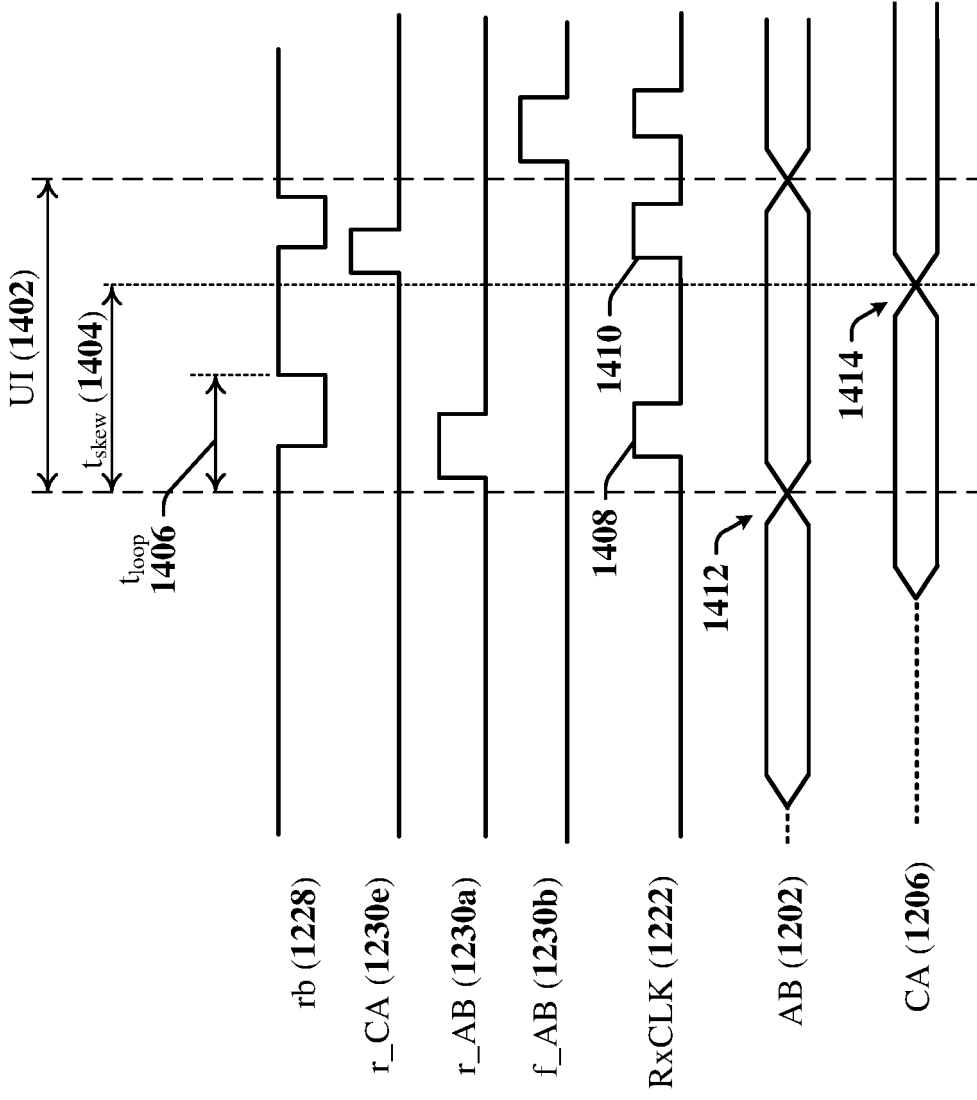 UI (1402)
t_skew (1404)
t_loop
1406
rb (1228)
r_CA (1230e)
r_AB (1230a)
f_AB (1230b)
1408
1410
RxCLK (1222)
1412
AB (1202)
1414
CA (1206)